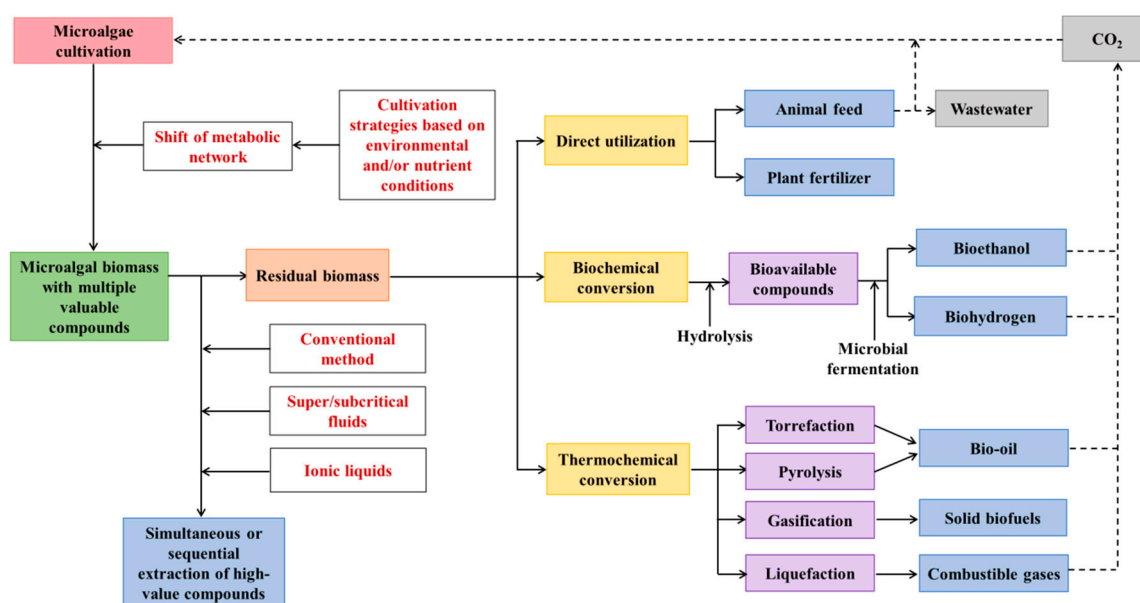 Microalgae
cultivation
CO₂
Shift of metabolic
network
Cultivation
strategies based on
environmental
and/or nutrient
conditions
Direct utilization
Animal feed
Wastewater
Plant fertilizer
Microalgal biomass
with multiple
valuable
compounds
Residual biomass
Biochemical
conversion
Hydrolysis
Bioavailable
compounds
Microbial
fermentation
Bioethanol
Biohydrogen
Conventional
method
Super/subcritical
fluids
Ionic liquids
Simultaneous or
sequential
extraction of high-
value compounds
Thermochemical
conversion
Torrefaction
Pyrolysis
Gasification
Liquefaction
Bio-oil
Solid biofuels
Combustible gases